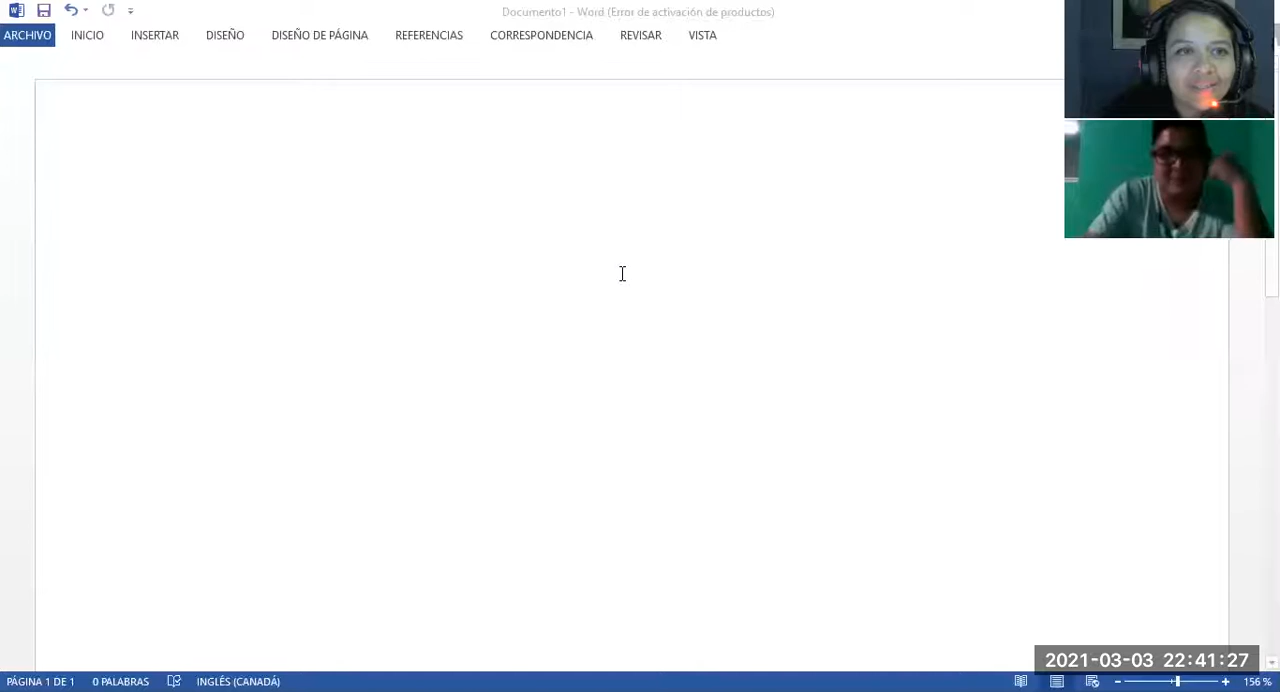 Documento1 - Word (Error de activación de productos)
ARCHIVO INICIO INSERTAR DISEÑO DISEÑO DE PÁGINA REFERENCIAS CORRESPONDENCIA REVISAR VISTA
2021-03-03 22:41:27
PÁGINA 1 DE 1 0 PALABRAS INGLÉS (CANADÁ) 156 %